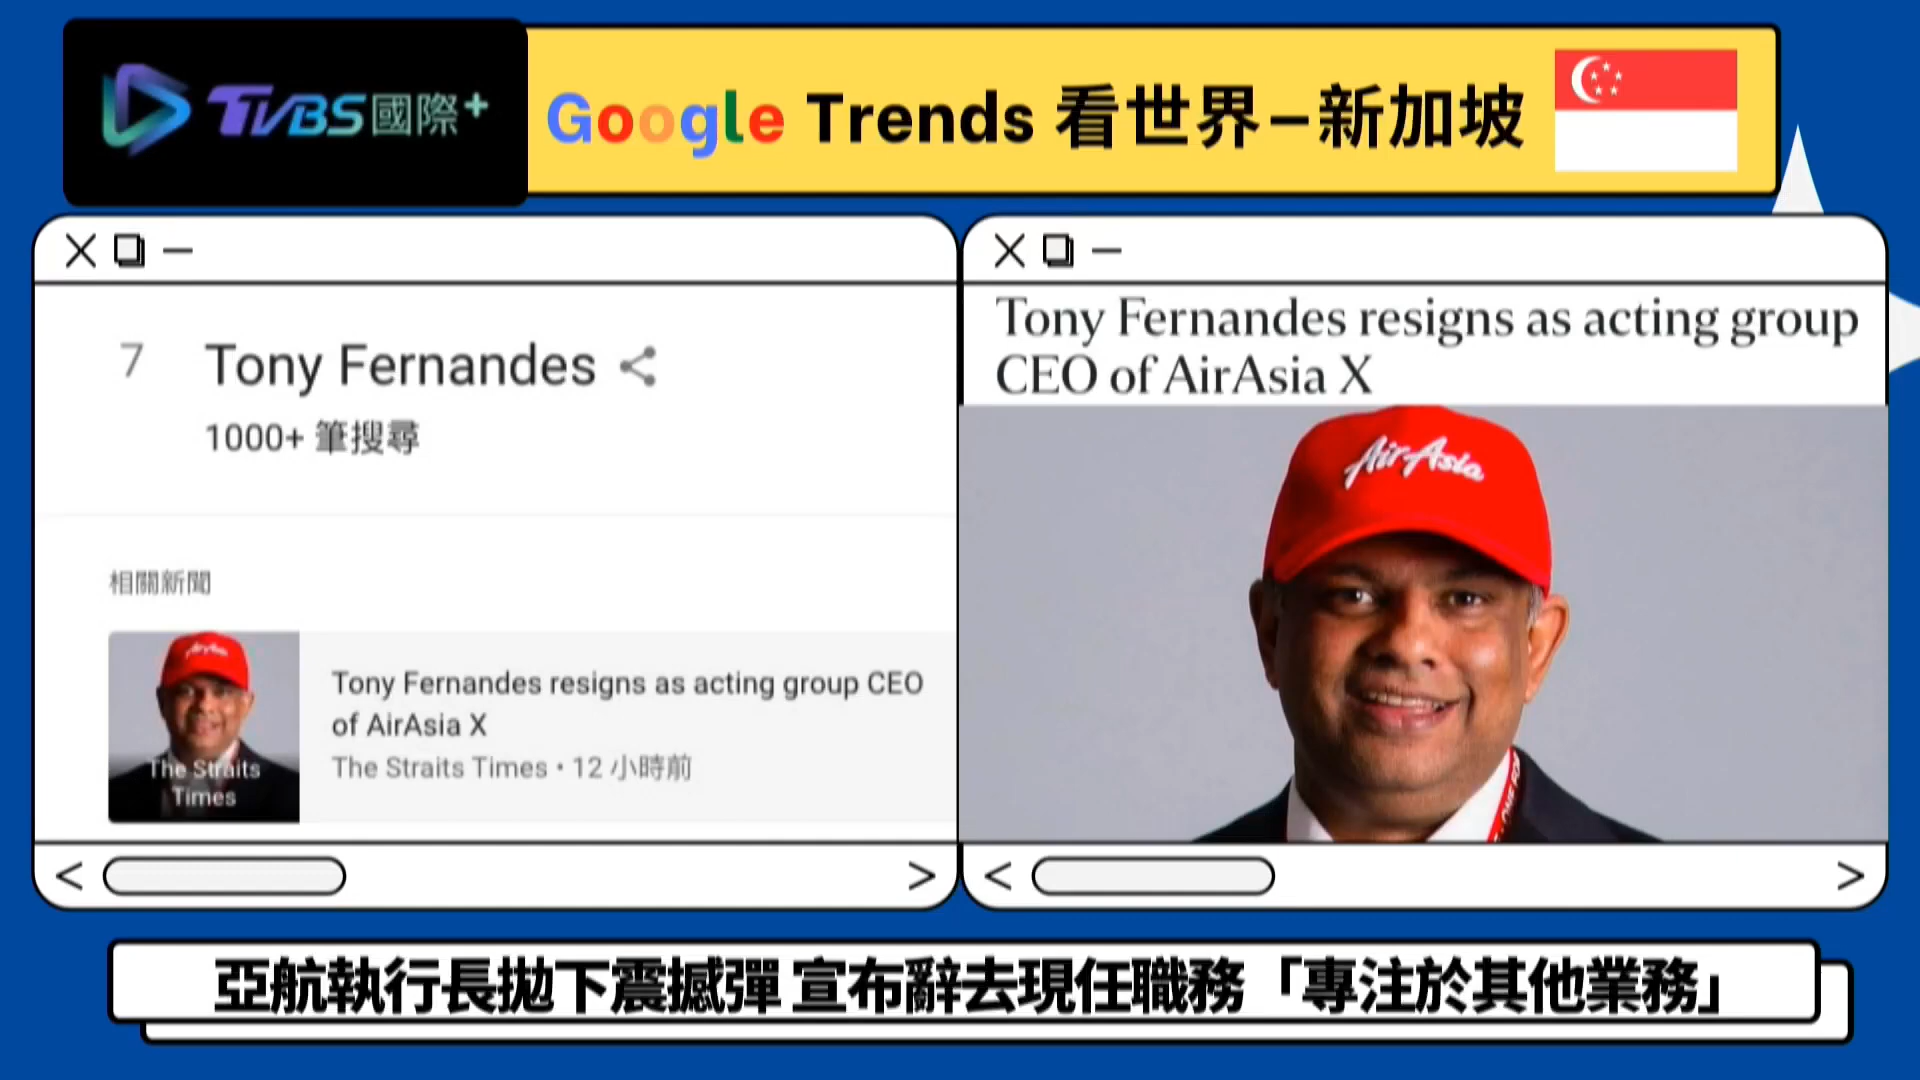 TVBS國際+
Google Trends 看世界－新加坡
7 Tony Fernandes
1000+ 筆搜尋
相關新聞
The Straits
Times
Tony Fernandes resigns as acting group CEO
of AirAsia X
The Straits Times • 12 小時前
Tony Fernandes resigns as acting group
CEO of AirAsia X
AirAsia
亞航執行長拋下震撼彈 宣布辭去現任職務「專注於其他業務」